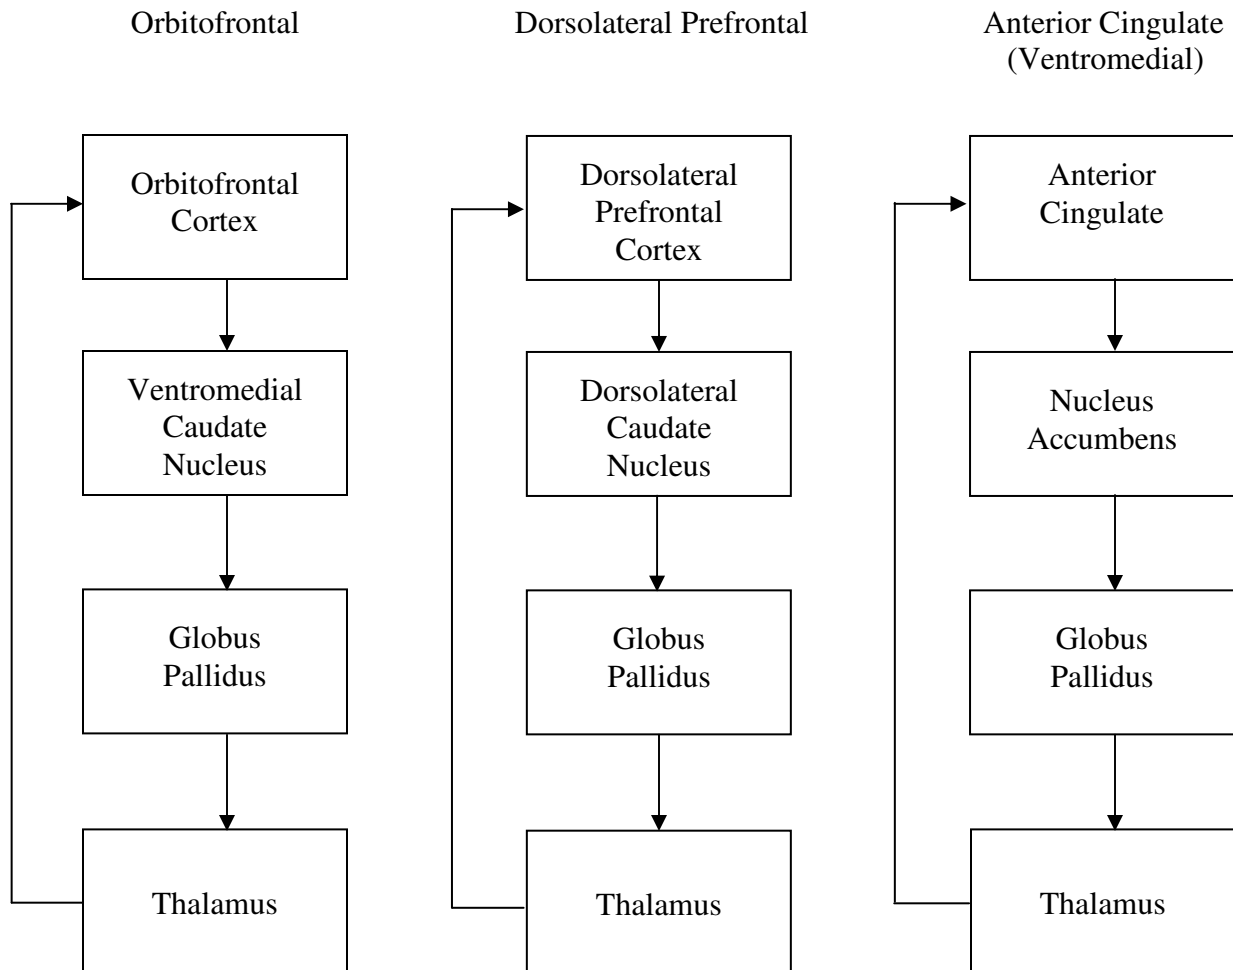 Orbitofrontal
Dorsolateral Prefrontal
Anterior Cingulate
(Ventromedial)
Orbitofrontal
Cortex
Ventromedial
Caudate
Nucleus
Globus
Pallidus
Thalamus
Dorsolateral
Prefrontal
Cortex
Dorsolateral
Caudate
Nucleus
Globus
Pallidus
Thalamus
Anterior
Cingulate
Nucleus
Accumbens
Globus
Pallidus
Thalamus